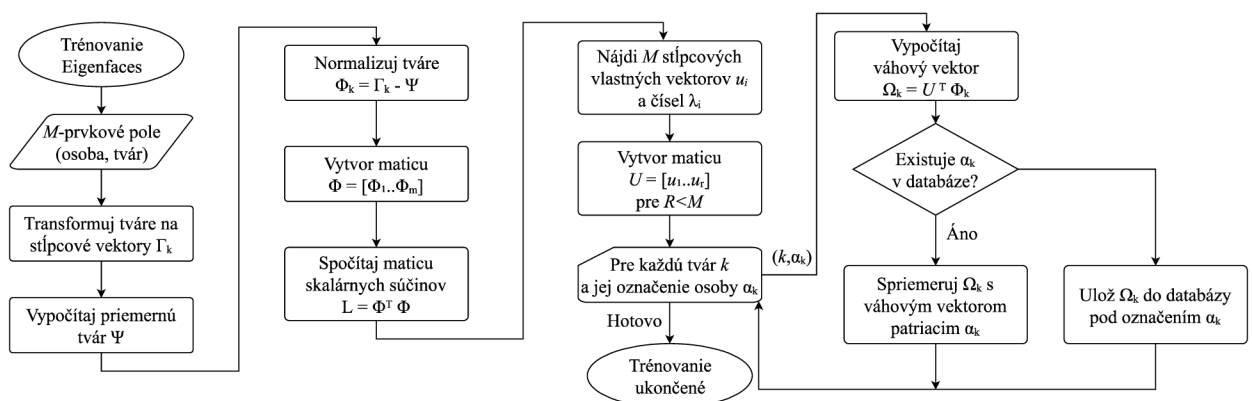 Trénovanie
Eigenfaces
M-prvkové pole
(osoba, tvár)
Transformuj tváre na
stĺpcové vektory Γk
Vypočítaj priemernú
tvár Ψ
Normalizuj tváre
Φk = Γk - Ψ
Vytvor maticu
Φ = [Φ1..Φm]
Spočítaj maticu
skalárnych súčinov
L = Φᵀ Φ
Nájdi M stĺpcových
vlastných vektorov ui
a čísel λi
Vytvor maticu
U = [u1..ur]
pre R<M
Pre každú tvár k
a jej označenie osoby αk
(k,αk)
Hotovo
Trénovanie
ukončené
Vypočítaj
váhový vektor
Ωk = U ᵀ Φk
Existuje αk
v databáze?
Áno
Spriemeruj Ωk s
váhovým vektorom
patriacim αk
Ulož Ωk do databázy
pod označením αk